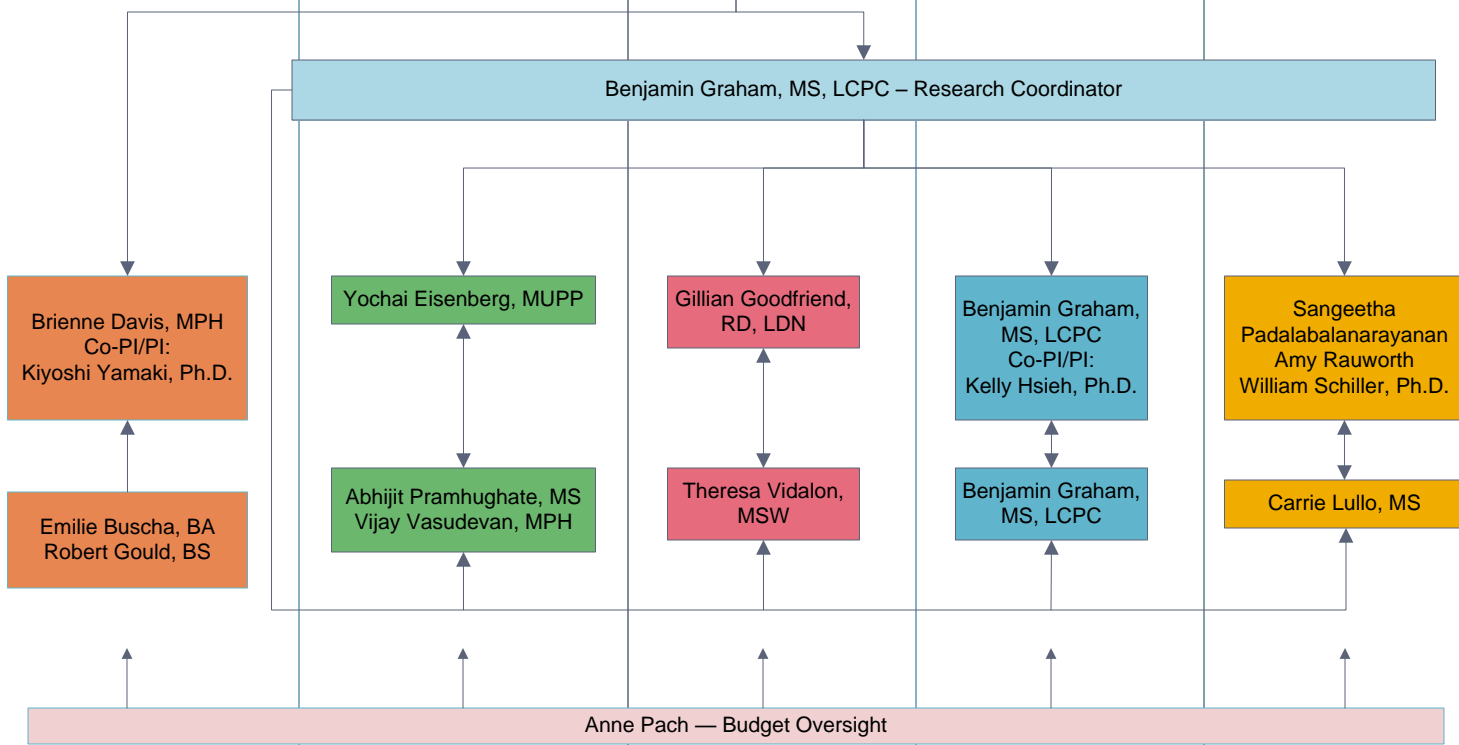 Benjamin Graham, MS, LCPC – Research Coordinator
Brienne Davis, MPH
Co-PI/PI:
Kiyoshi Yamaki, Ph.D.
Yochai Eisenberg, MUPP
Gillian Goodfriend,
RD, LDN
Benjamin Graham,
MS, LCPC
Co-PI/PI:
Kelly Hsieh, Ph.D.
Sangeetha
Padalabalanarayanan
Amy Rauworth
William Schiller, Ph.D.
Emilie Buscha, BA
Robert Gould, BS
Abhijit Pramhughate, MS
Vijay Vasudevan, MPH
Theresa Vidalon,
MSW
Benjamin Graham,
MS, LCPC
Carrie Lullo, MS
Anne Pach — Budget Oversight